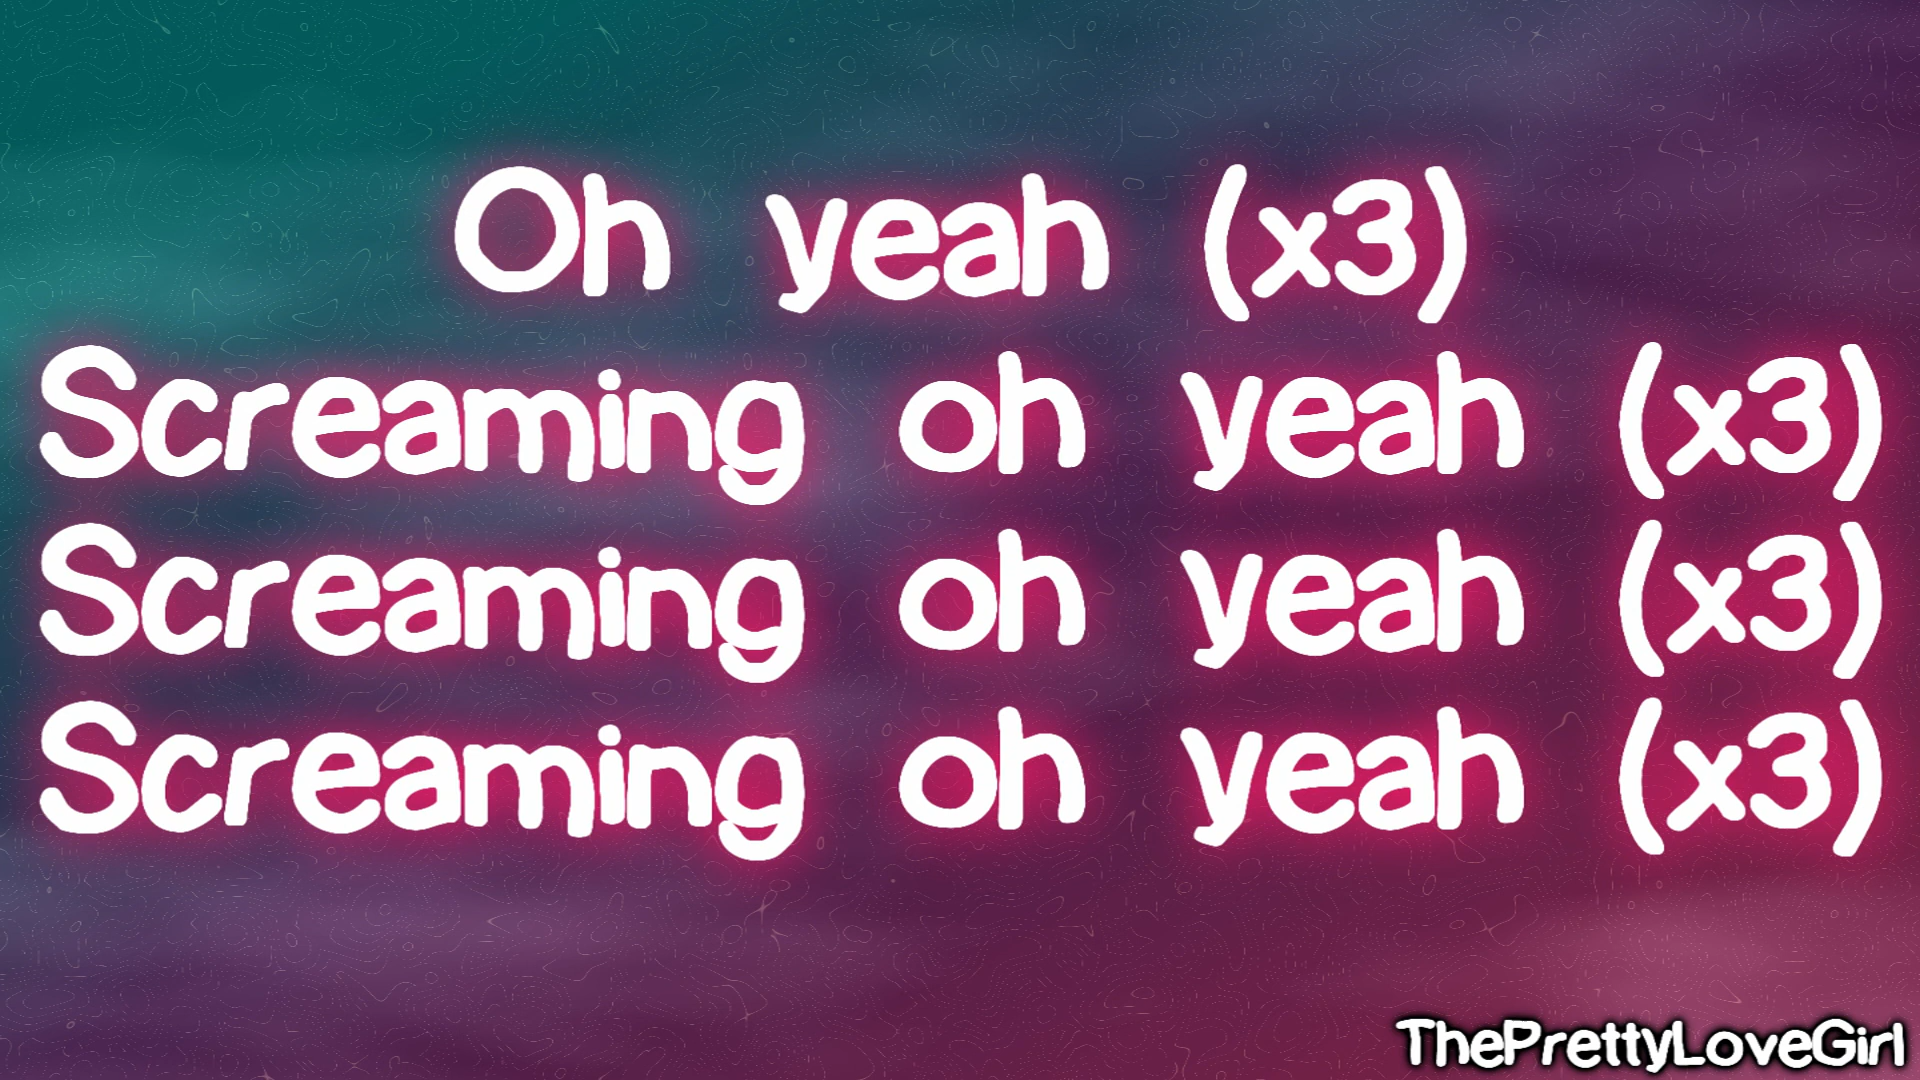 Oh yeah (x3)
Screaming oh yeah (x3)
Screaming oh yeah (x3)
Screaming oh yeah (x3)
ThePrettyLoveGirl